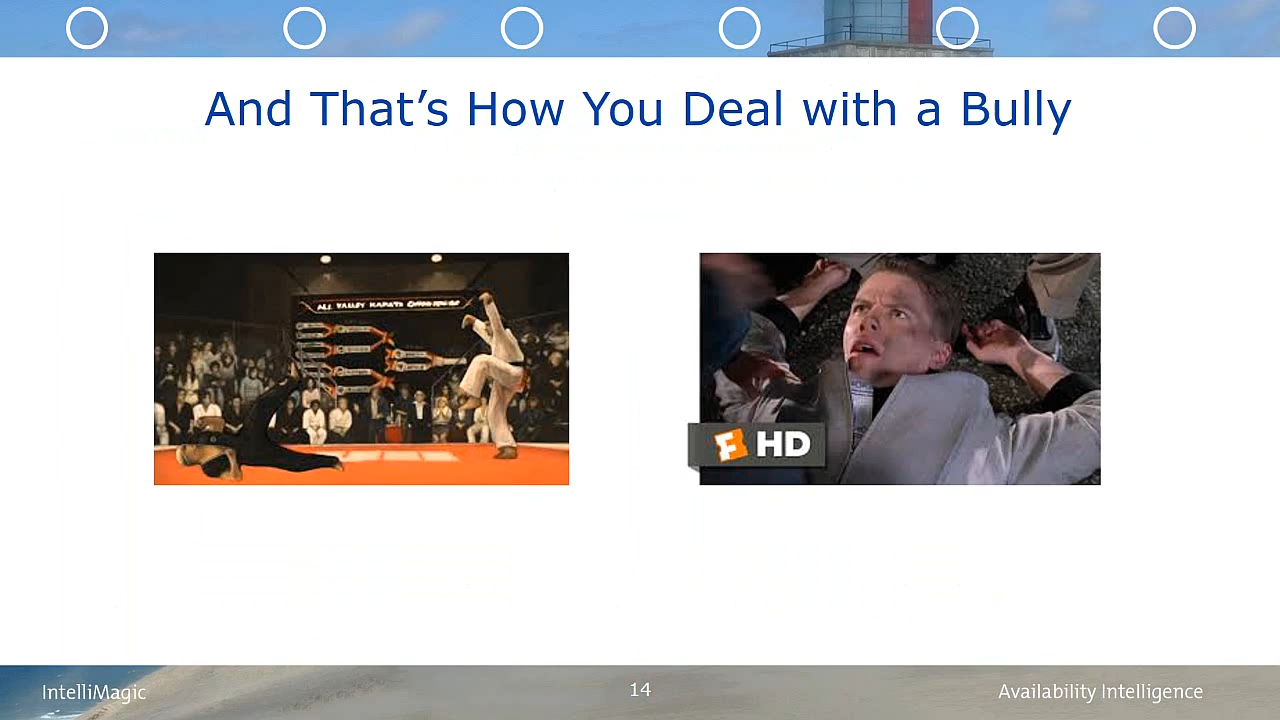 And That’s How You Deal with a Bully
ALL VALLEY KARATE
HD
IntelliMagic
14
Availability Intelligence